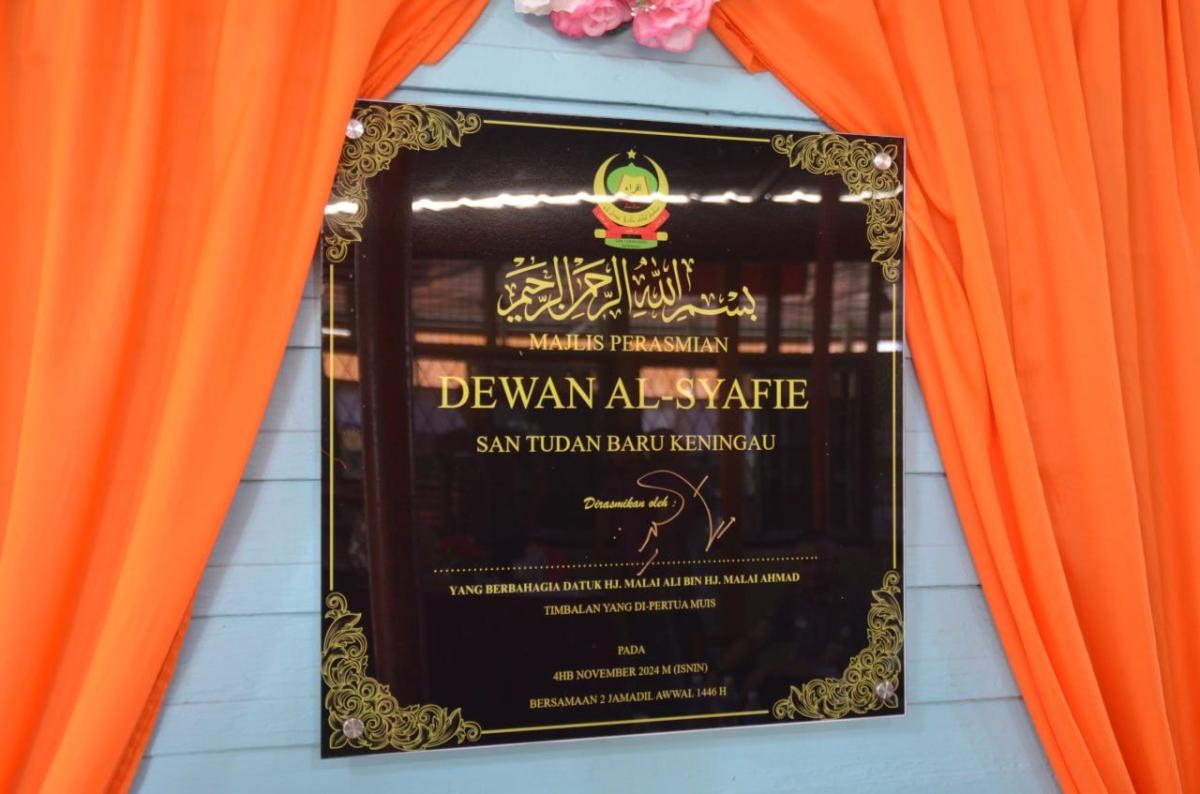 اقراء
بسم الله الرحمن الرحيم
MAJLIS PERASMIAN
DEWAN AL-SYAFIE
SAN TUDAN BARU KENINGAU
Dirasmikan oleh :
YANG BERBAHAGIA DATUK HJ. MALAI ALI BIN HJ. MALAI AHMAD
TIMBALAN YANG DI-PERTUA MUIS
PADA
4HB NOVEMBER 2024 M (ISNIN)
BERSAMAAN 2 JAMADIL AWWAL 1446 H